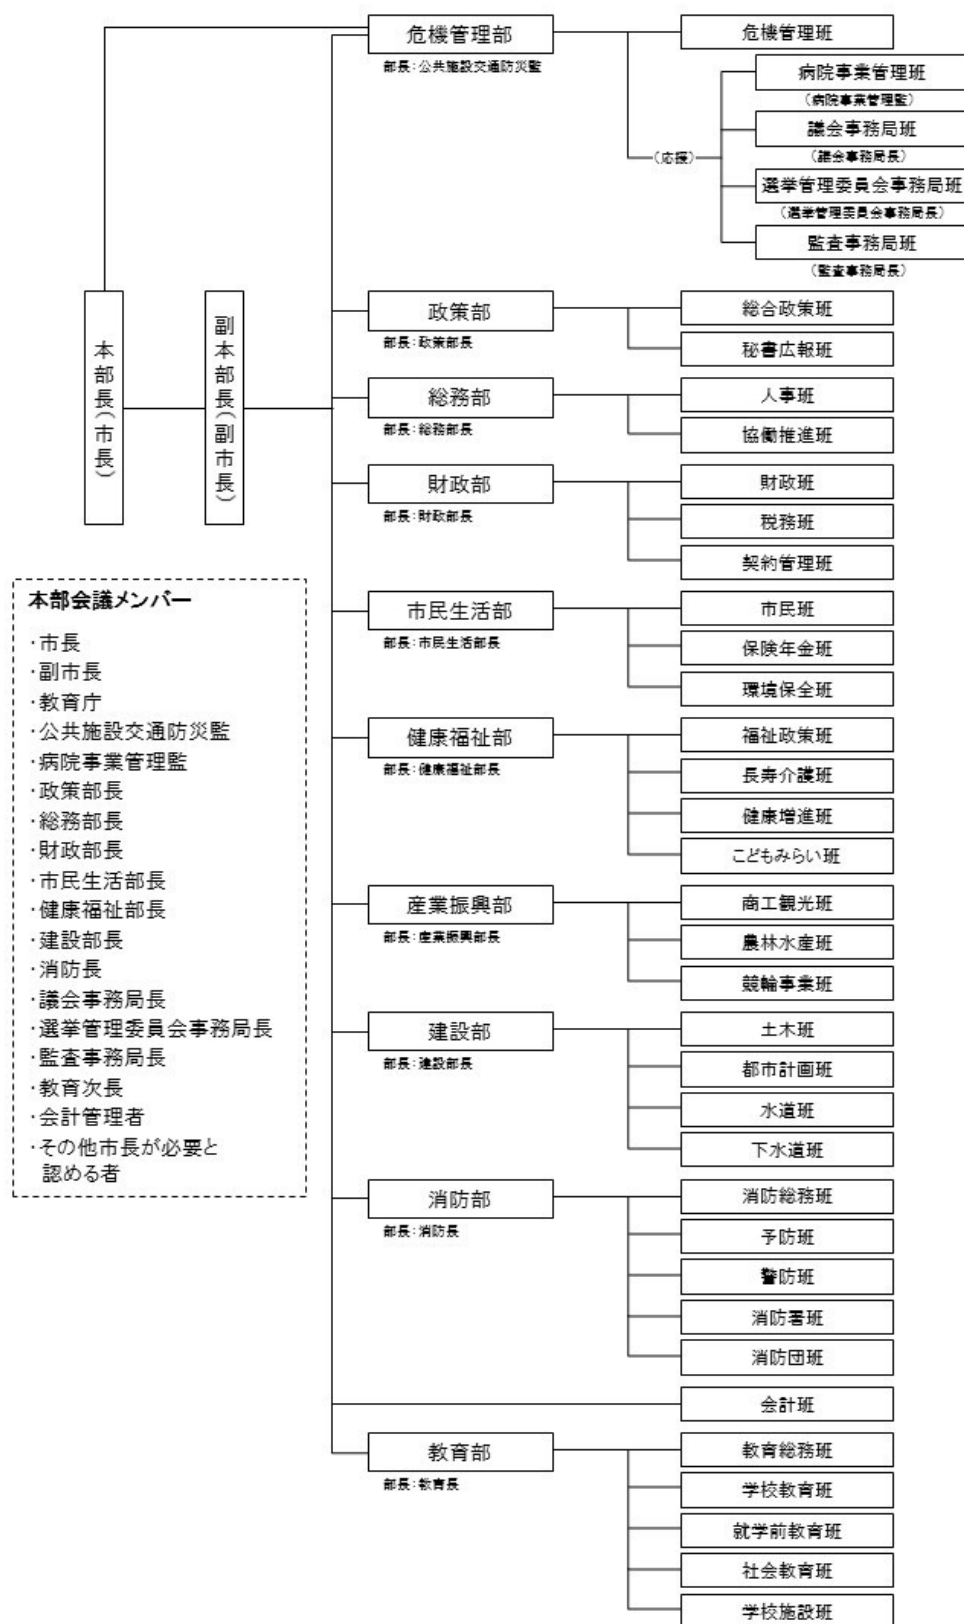 危機管理部
部長:公共施設交通防災監
危機管理班
(応援)
病院事業管理班
(病院事業管理監)
議会事務局班
(議会事務局長)
選挙管理委員会事務局班
(選挙管理委員会事務局長)
監査事務局班
(監査事務局長)
本部長(市長)
副本部長(副市長)
政策部
部長:政策部長
総合政策班
秘書広報班
総務部
部長:総務部長
人事班
協働推進班
財政部
部長:財政部長
財政班
税務班
契約管理班
市民生活部
部長:市民生活部長
市民班
保険年金班
環境保全班
健康福祉部
部長:健康福祉部長
福祉政策班
長寿介護班
健康増進班
こどもみらい班
産業振興部
部長:産業振興部長
商工観光班
農林水産班
競輪事業班
建設部
部長:建設部長
土木班
都市計画班
水道班
下水道班
消防部
部長:消防長
消防総務班
予防班
警防班
消防署班
消防団班
会計班
教育部
部長:教育長
教育総務班
学校教育班
就学前教育班
社会教育班
学校施設班
本部会議メンバー
・市長
・副市長
・教育庁
・公共施設交通防災監
・病院事業管理監
・政策部長
・総務部長
・財政部長
・市民生活部長
・健康福祉部長
・建設部長
・消防長
・議会事務局長
・選挙管理委員会事務局長
・監査事務局長
・教育次長
・会計管理者
・その他市長が必要と
認める者